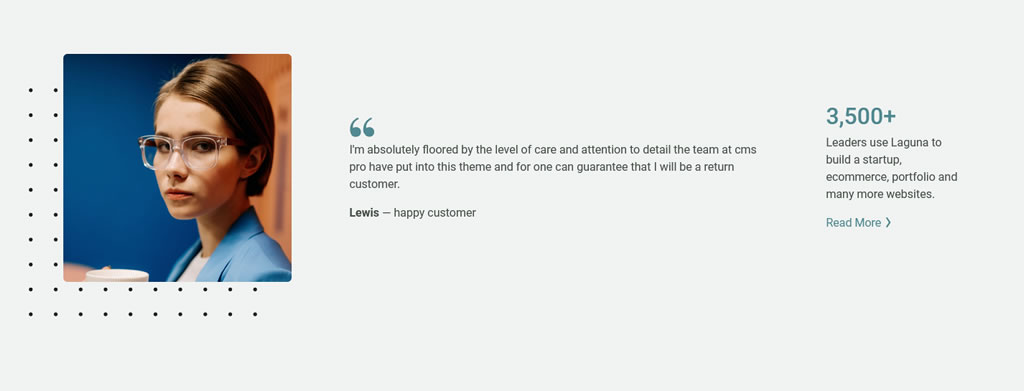 “
I'm absolutely floored by the level of care and attention to detail the team at cms
pro have put into this theme and for one can guarantee that I will be a return
customer.
Lewis — happy customer
3,500+
Leaders use Laguna to
build a startup,
ecommerce, portfolio and
many more websites.
Read More ❯